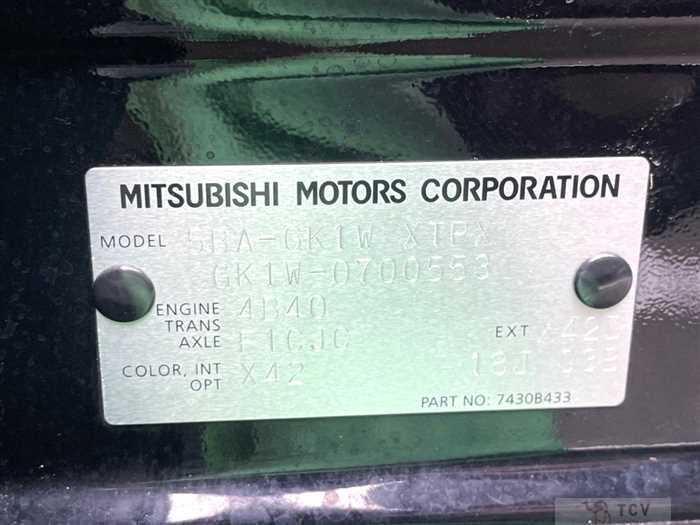 MITSUBISHI MOTORS CORPORATION
MODEL 5BA-GK1W XTPX
GK1W-0700553
ENGINE 4B40
TRANS
AXLE F1CJC EXT
COLOR, INT X42
OPT
PART NO: 7430B433
TCV